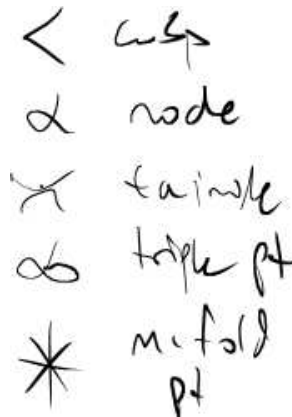 cusp
node
tacnode
triple pt
m-fold
pt